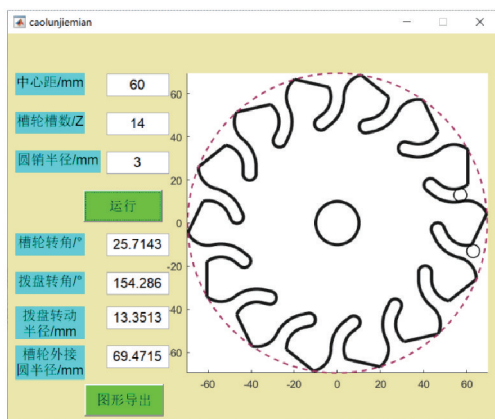 caolunjiemian
中心距/mm
60
槽轮槽数/Z
14
圆销半径/mm
3
运行
槽轮转角/°
25.7143
拨盘转角/°
154.286
拨盘转动
半径/mm
13.3513
槽轮外接
圆半径/mm
69.4715
图形导出
60
40
20
0
-20
40
60
-60
-40
-20
0
20
40
60